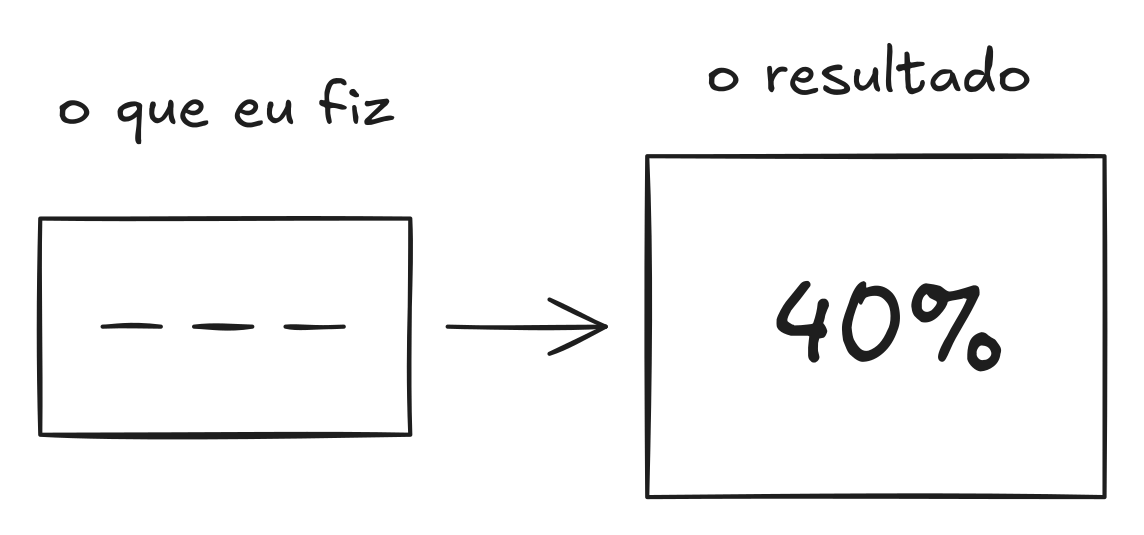 o que eu fiz
o resultado
— — —
40%